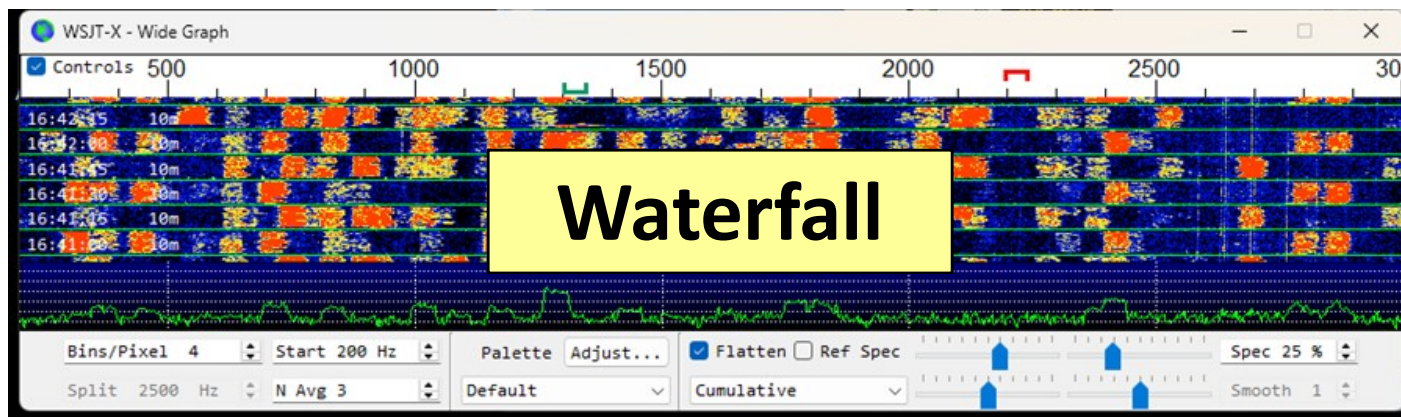 WSJT-X - Wide Graph
Controls 500 1000 1500 2000 2500 30
16:42:15 10m
16:42:00 10m
16:41:45 10m
16:41:30 10m
16:41:15 10m
16:41:00 10m
Waterfall
Bins/Pixel 4 Start 200 Hz Palette Adjust... Flatten Ref Spec Spec 25 %
Split 2500 Hz N Avg 3 Default Cumulative Smooth 1